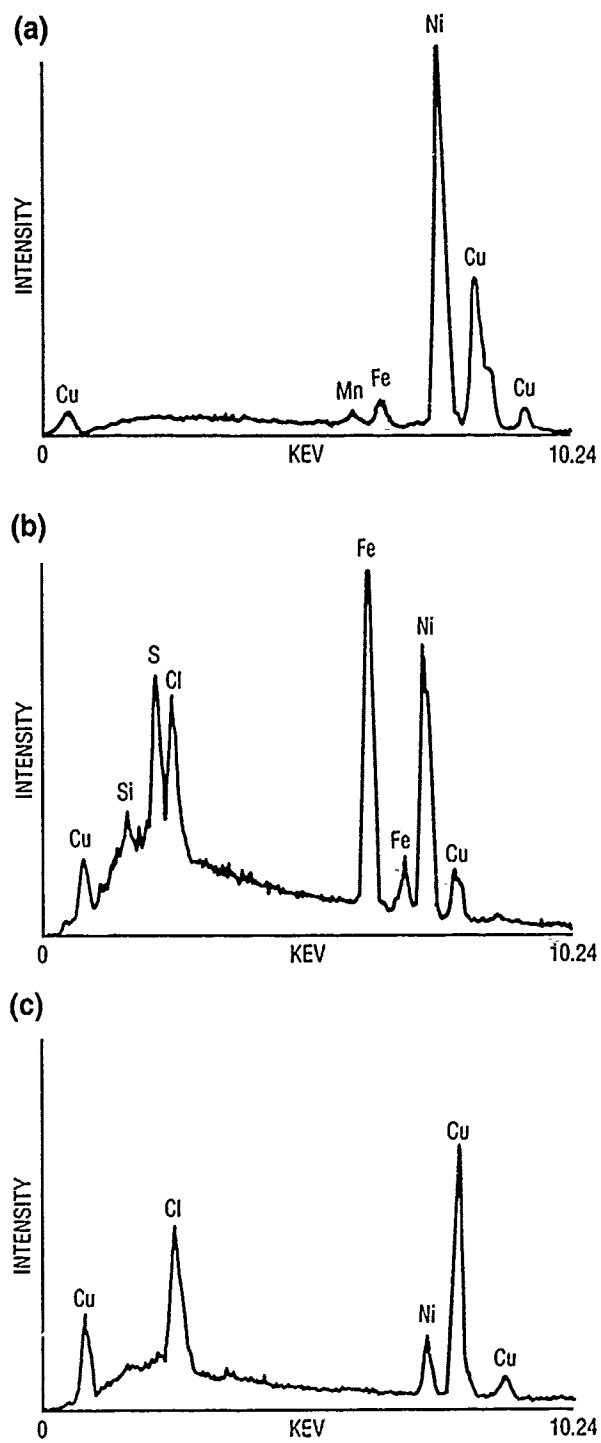 (a)
Ni
INTENSITY
Cu
Cu
Mn
Fe
Cu
0
KEV
10.24
(b)
Fe
INTENSITY
S
Cl
Ni
Si
Cu
Fe
Cu
0
KEV
10.24
(c)
INTENSITY
Cu
Cl
Cu
Ni
Cu
0
KEV
10.24